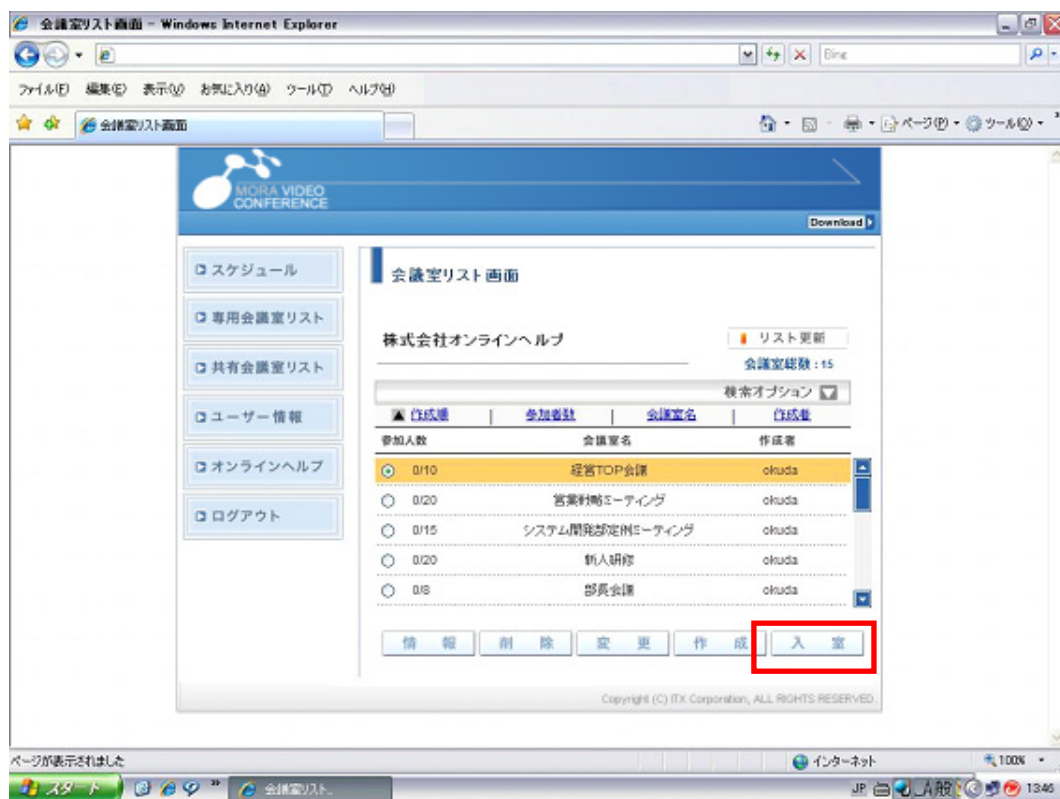 会議室リスト画面 - Windows Internet Explorer
Bing
ファイル(F) 編集(E) 表示(V) お気に入り(A) ツール(T) ヘルプ(H)
会議室リスト画面
ページ(P) ツール(O)
MORA VIDEO
CONFERENCE
Download
スケジュール
専用会議室リスト
共有会議室リスト
ユーザー情報
オンラインヘルプ
ログアウト
会議室リスト画面
株式会社オンラインヘルプ
リスト更新
会議室総数 : 15
検索オプション
▲ 作成順 | 参加者数 | 会議室名 | 作成者
参加人数 会議室名 作成者
0/10 経営TOP会議 okuda
0/20 営業戦略ミーティング okuda
0/15 システム開発部定例ミーティング okuda
0/20 新人研修 okuda
0/8 部長会議 okuda
情 報 削 除 変 更 作 成 入 室
Copyright (C) ITX Corporation, ALL RIGHTS RESERVED.
ページが表示されました インターネット 100%
スタート 会議室リスト... JP A 般 13:46